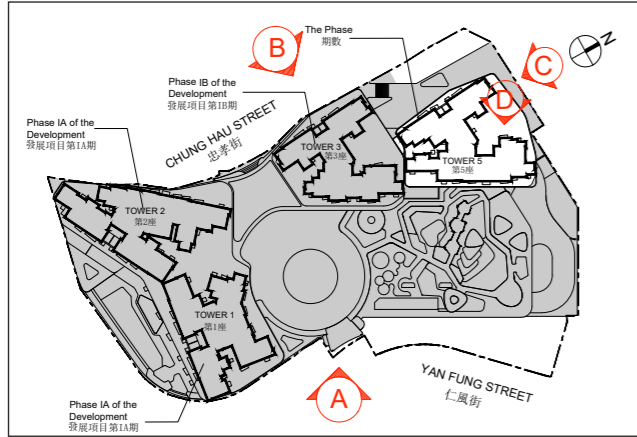 B
The Phase
期數
N
C
Phase IB of the
Development
發展項目第IB期
D
Phase IA of the
Development
發展項目第IA期
CHUNG HAU STREET
忠孝街
TOWER 3
第3座
TOWER 5
第5座
TOWER 2
第2座
TOWER 1
第1座
YAN FUNG STREET
仁風街
A
Phase IA of the
Development
發展項目第IA期